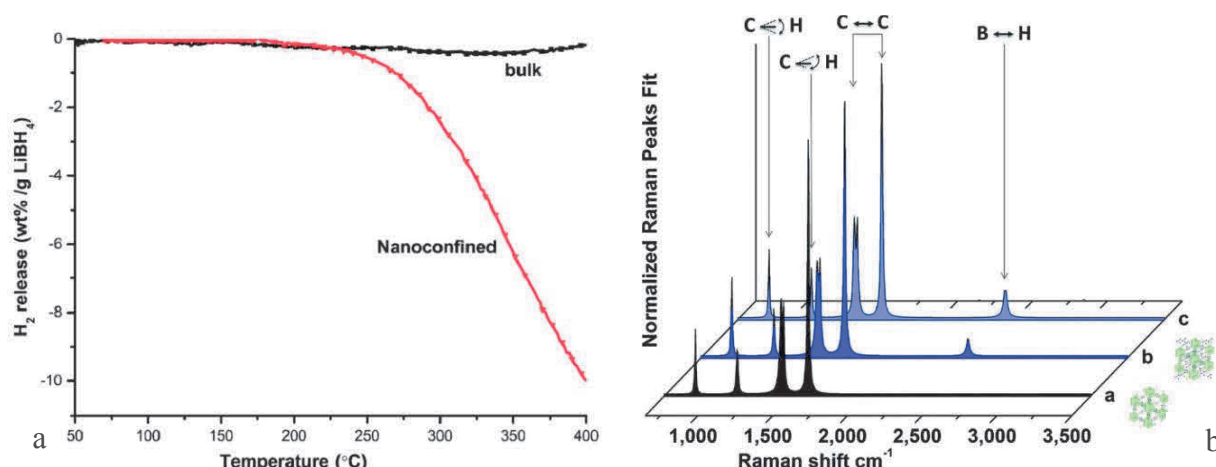 0
-2
-4
-6
-8
-10
H₂ release (wt% /g LiBH₄)
bulk
Nanoconfined
50
100
150
200
250
300
350
400
Temperature (°C)
a
Normalized Raman Peaks Fit
C H
C H
C ↔ C
B ↔ H
c
b
a
1,000
1,500
2,000
2,500
3,000
3,500
Raman shift cm⁻¹
b